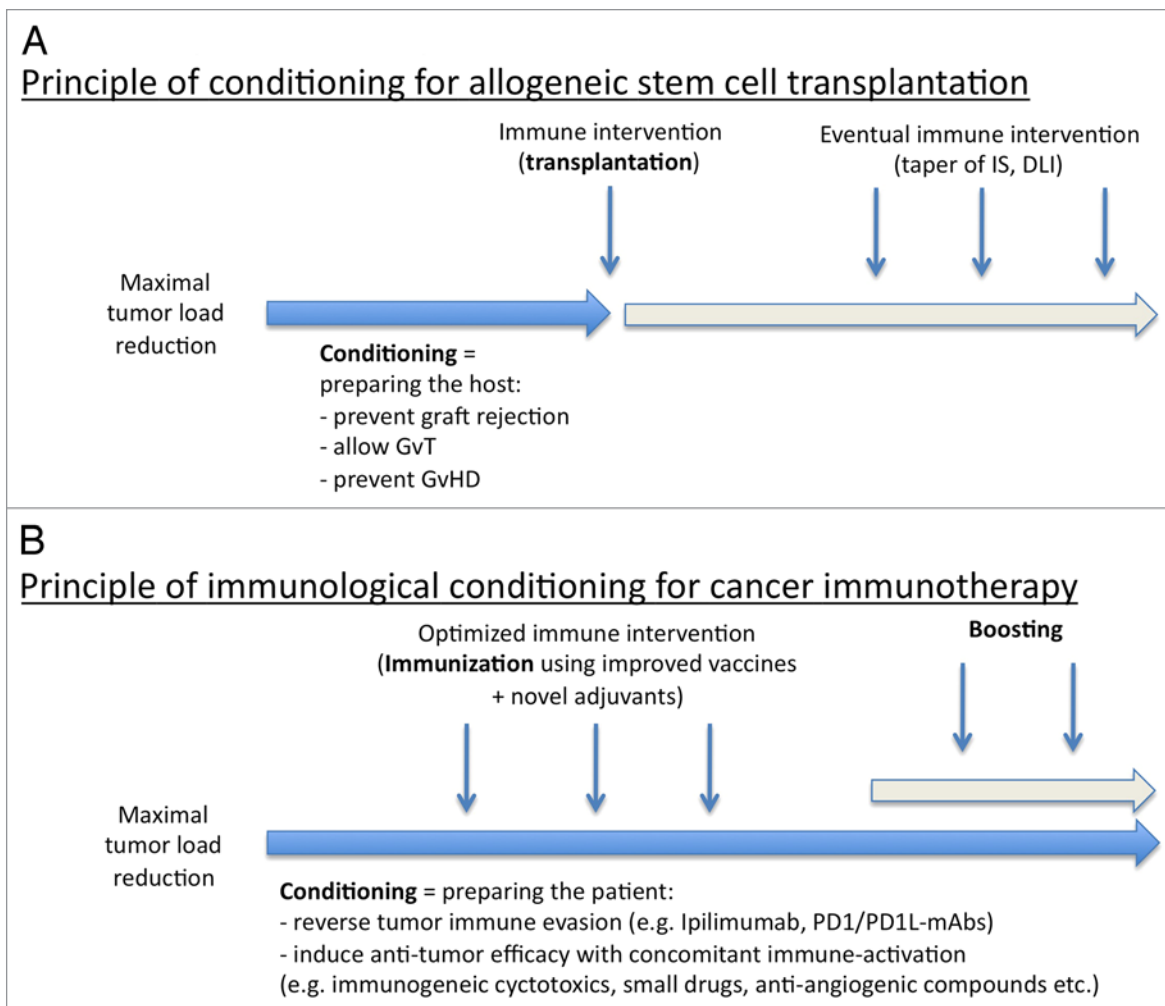 A
Principle of conditioning for allogeneic stem cell transplantation
Immune intervention
(transplantation)
Eventual immune intervention
(taper of IS, DLI)
Maximal
tumor load
reduction
Conditioning =
preparing the host:
- prevent graft rejection
- allow GvT
- prevent GvHD
B
Principle of immunological conditioning for cancer immunotherapy
Optimized immune intervention
(Immunization using improved vaccines
+ novel adjuvants)
Boosting
Maximal
tumor load
reduction
Conditioning = preparing the patient:
- reverse tumor immune evasion (e.g. Ipilimumab, PD1/PD1L-mAbs)
- induce anti-tumor efficacy with concomitant immune-activation
(e.g. immunogeneic cyctotoxics, small drugs, anti-angiogenic compounds etc.)